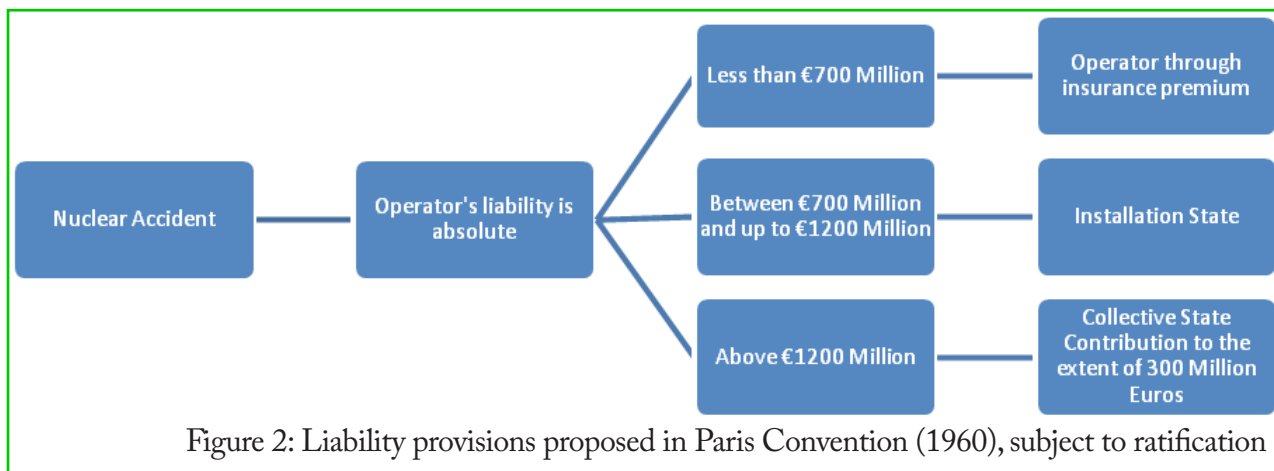 Nuclear Accident
Operator's liability is
absolute
Less than €700 Million
Operator through
insurance premium
Between €700 Million
and up to €1200 Million
Installation State
Above €1200 Million
Collective State
Contribution to the
extent of 300 Million
Euros
Figure 2: Liability provisions proposed in Paris Convention (1960), subject to ratification